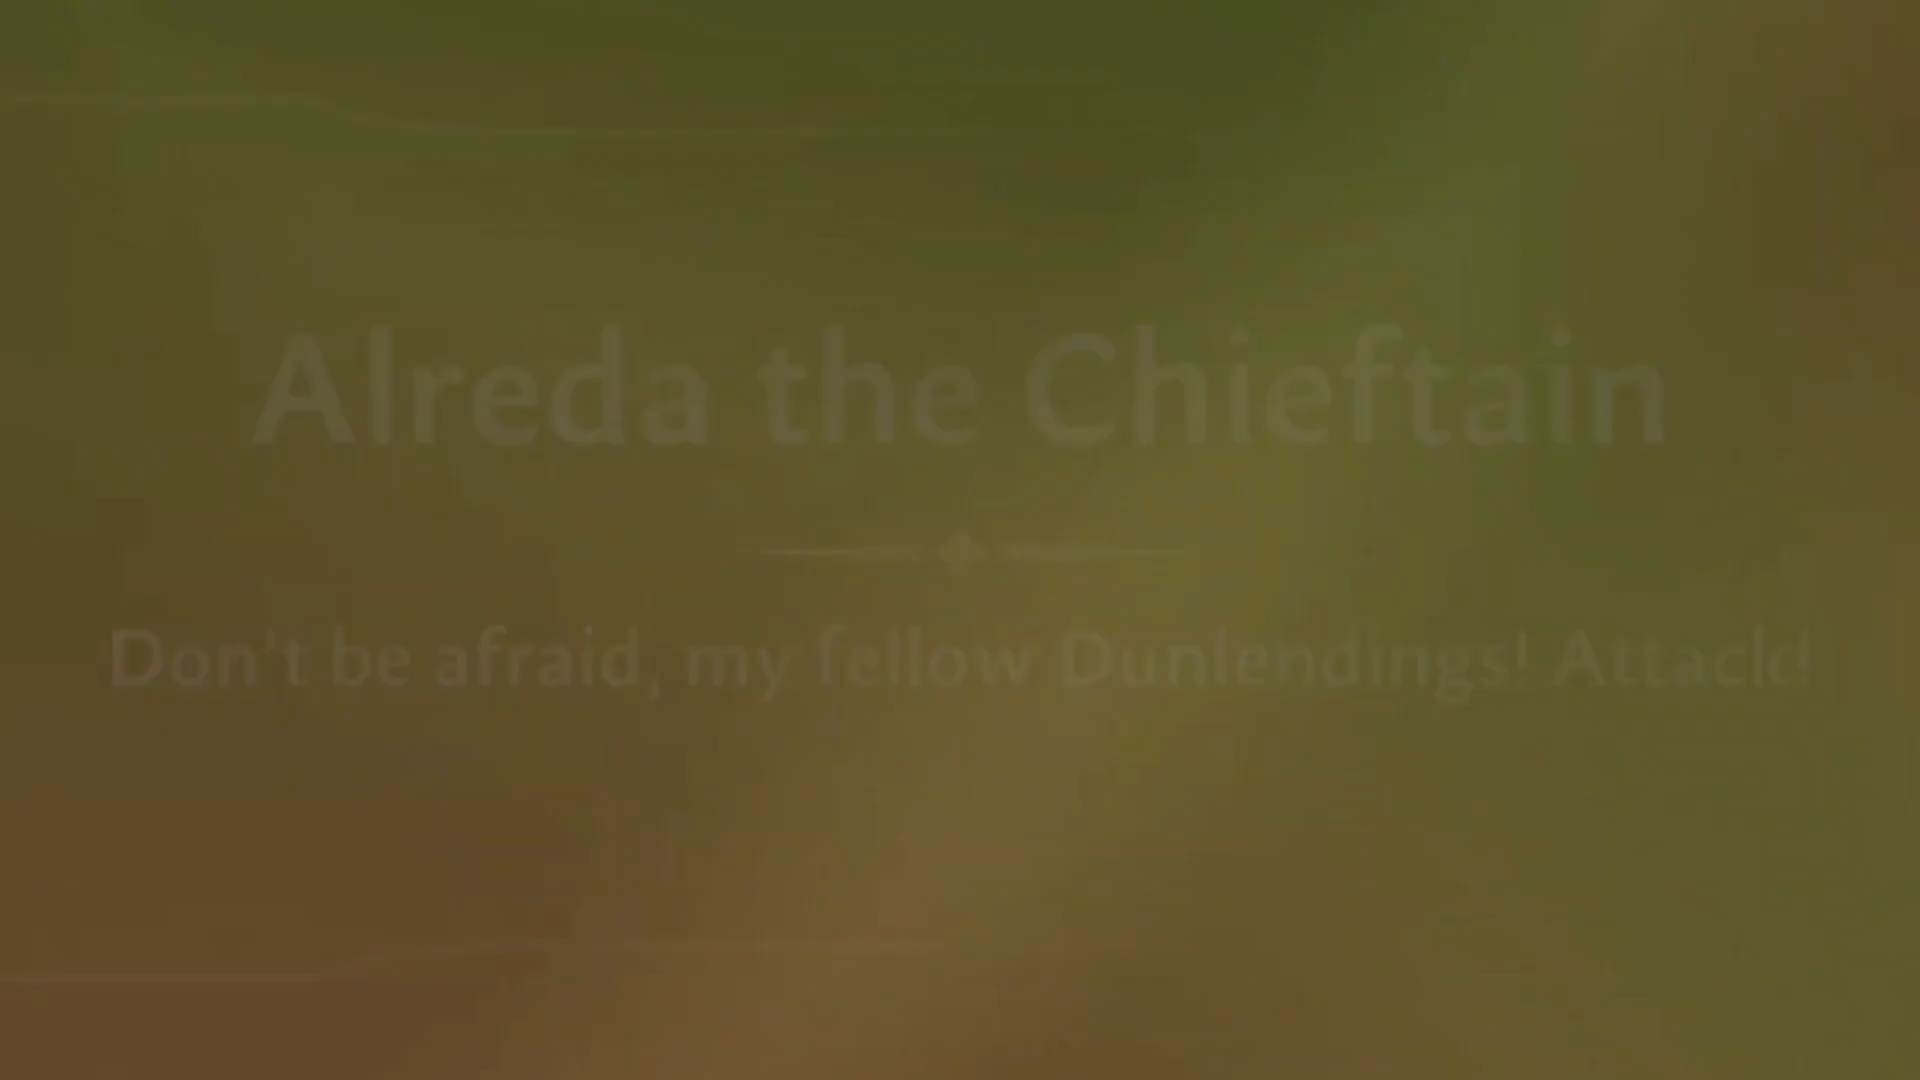 Alreda the Chieftain
Don't be afraid, my fellow Dunlendings! Attack!